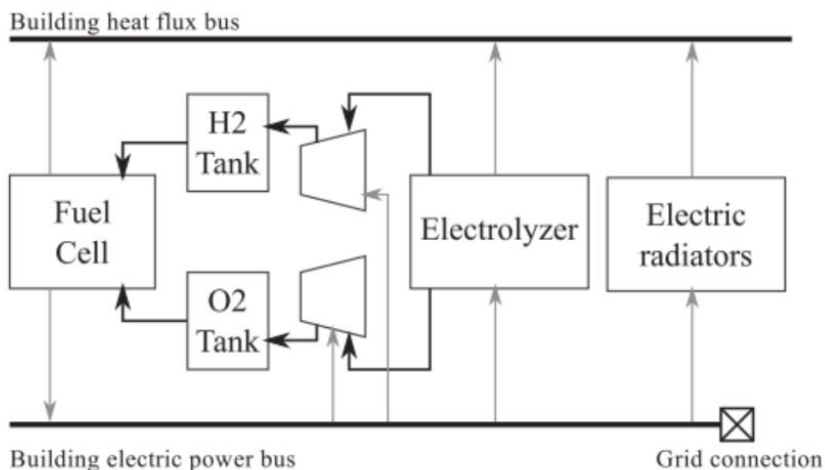 Building heat flux bus
H2
Tank
Fuel
Cell
Electrolyzer
Electric
radiators
O2
Tank
Building electric power bus
Grid connection